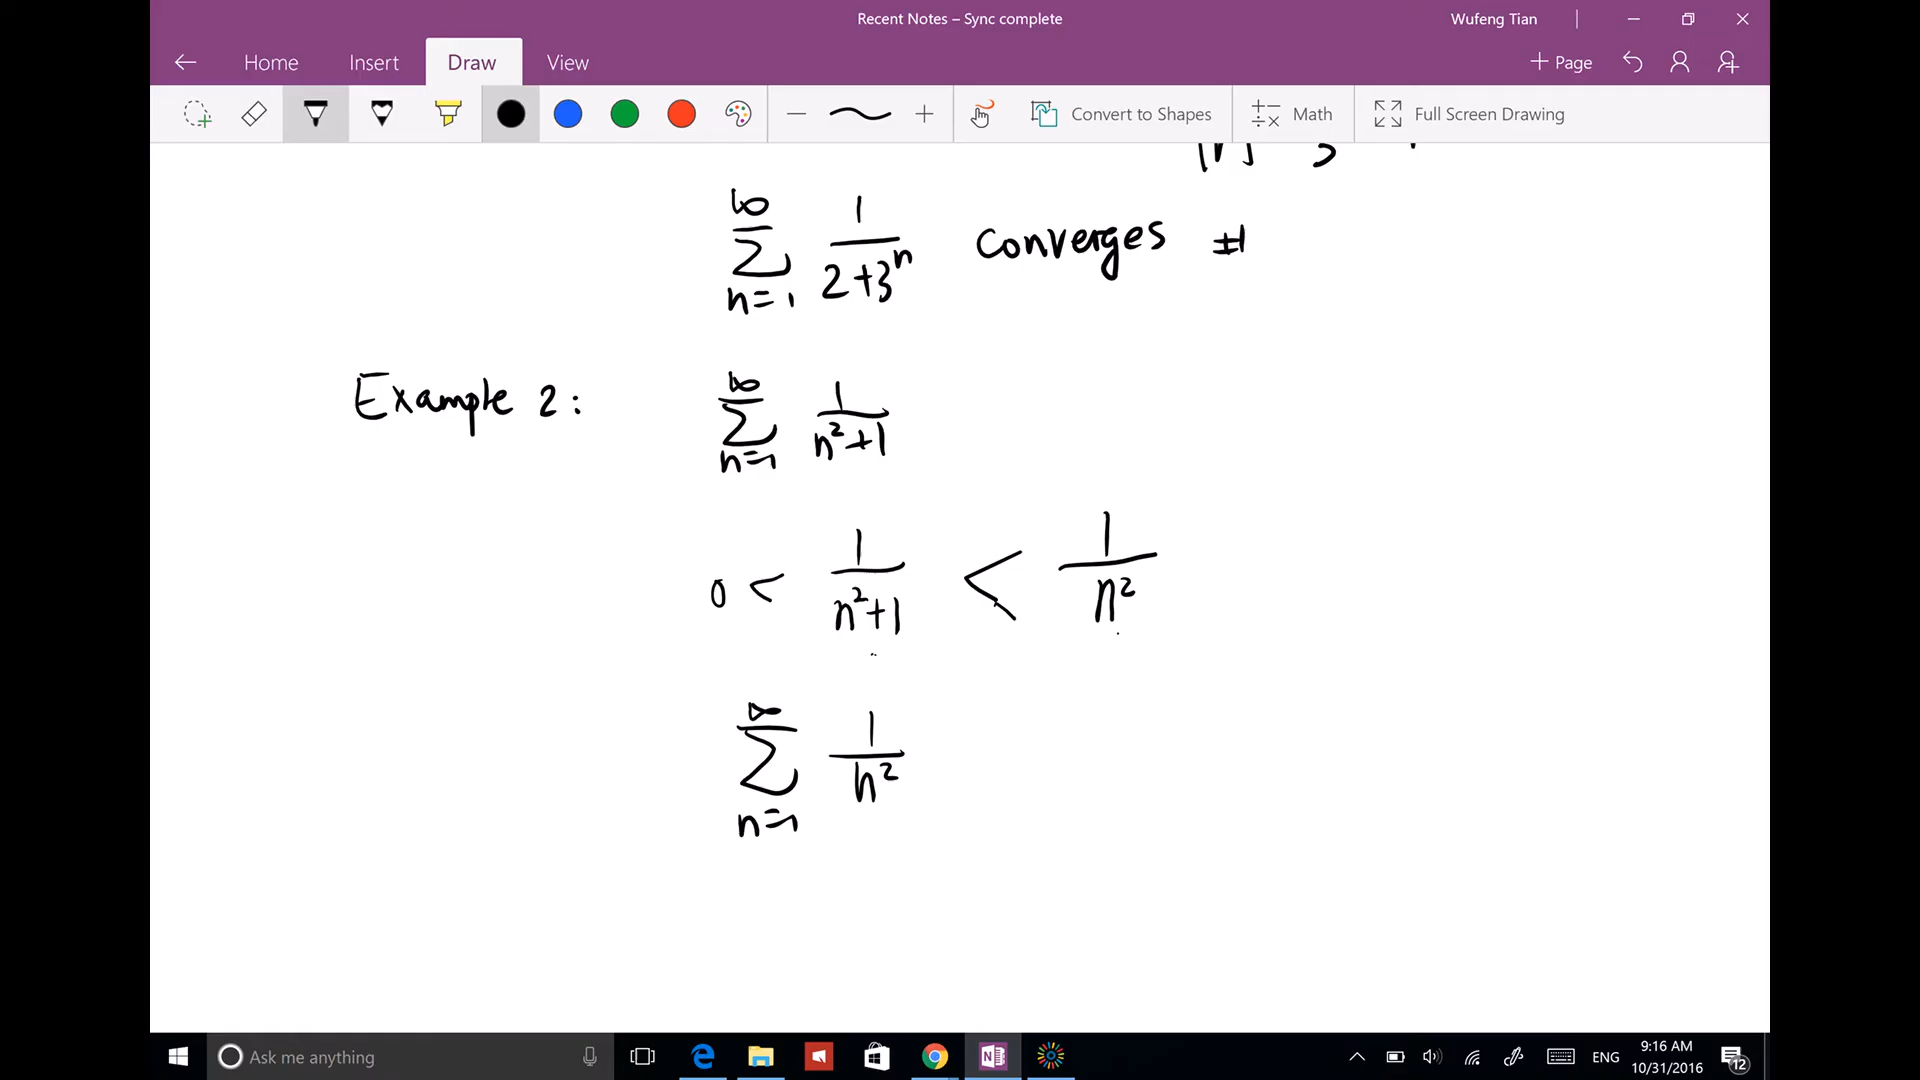 Recent Notes – Sync complete
Wufeng Tian
Home Insert Draw View
Page
Convert to Shapes Math Full Screen Drawing
∞ ∑ n=1 1/(2+3^n) Converges #
Example 2: ∞ ∑ n=1 1/(n²+1)
0 < 1/(n²+1) < 1/n²
∞ ∑ n=1 1/n²
Ask me anything
ENG
9:16 AM
10/31/2016
12